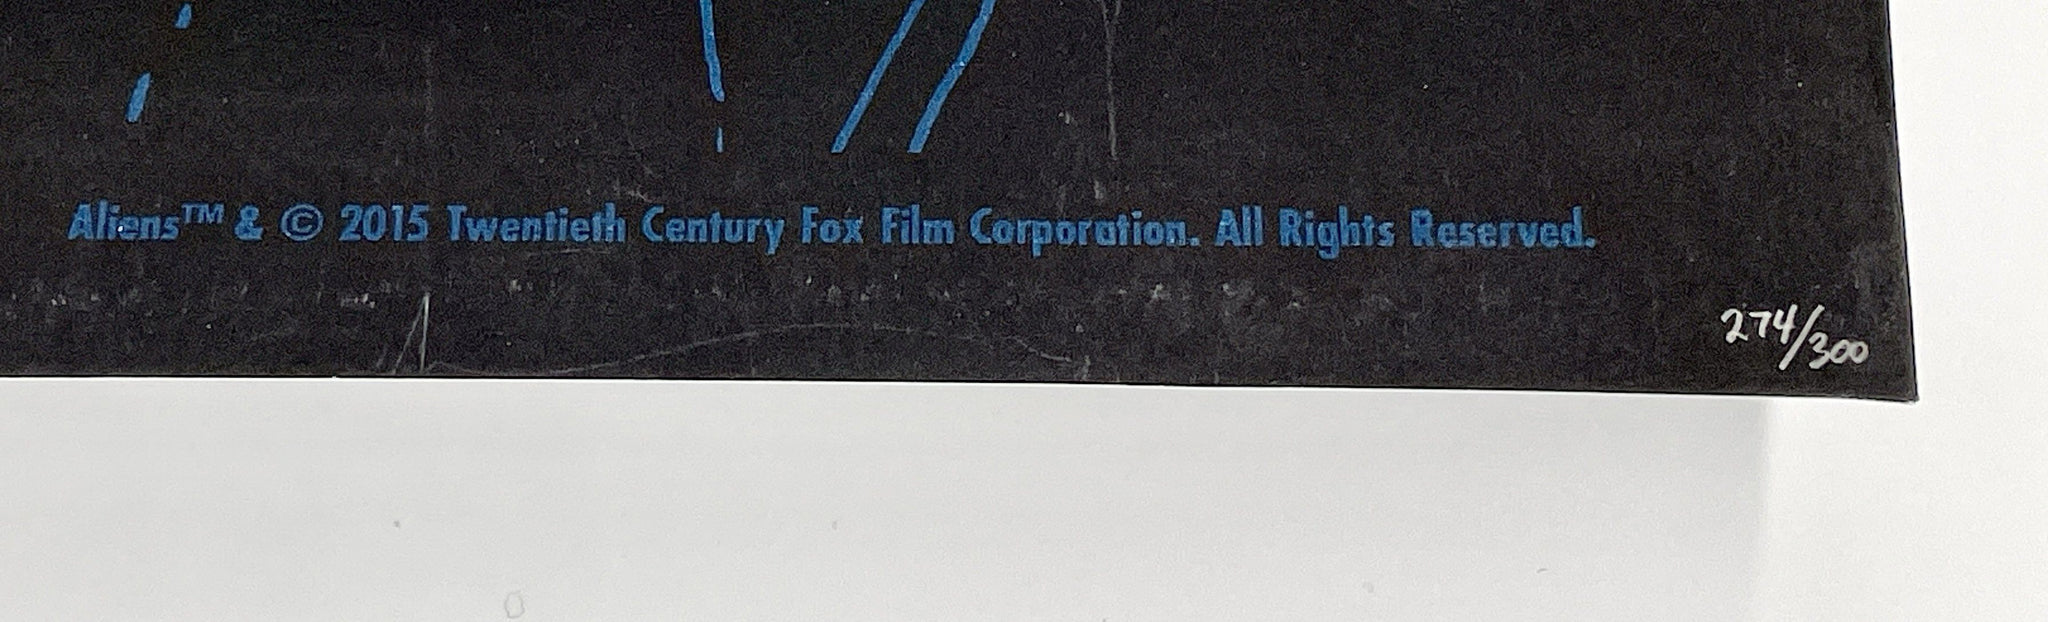 Aliens™ & © 2015 Twentieth Century Fox Film Corporation. All Rights Reserved.
274/300